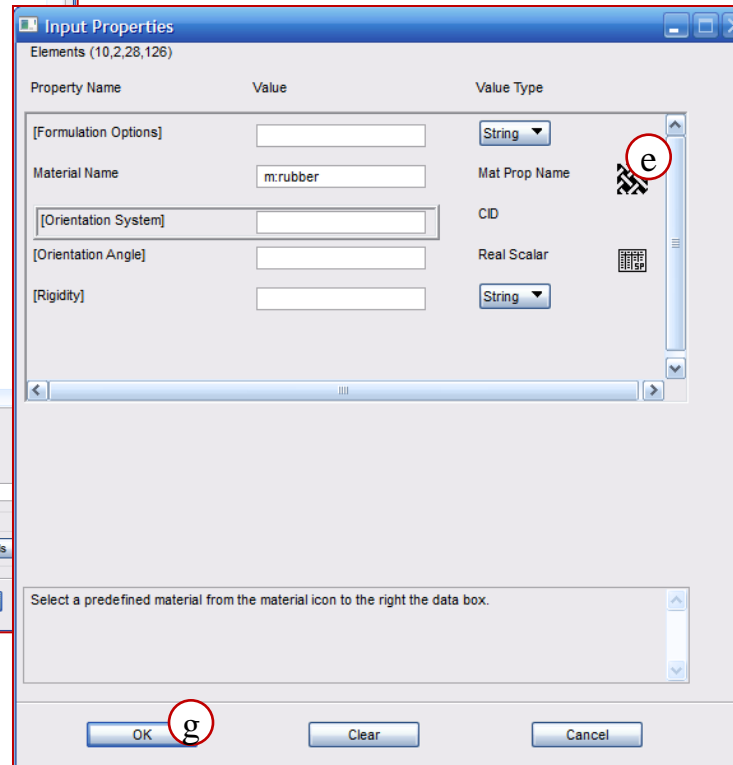 Input Properties
Elements (10,2,28,126)
Property Name Value Value Type
[Formulation Options] String
e
Material Name m:rubber Mat Prop Name
[Orientation System] CID
[Orientation Angle] Real Scalar
SP
[Rigidity] String
Select a predefined material from the material icon to the right the data box.
OK g Clear Cancel